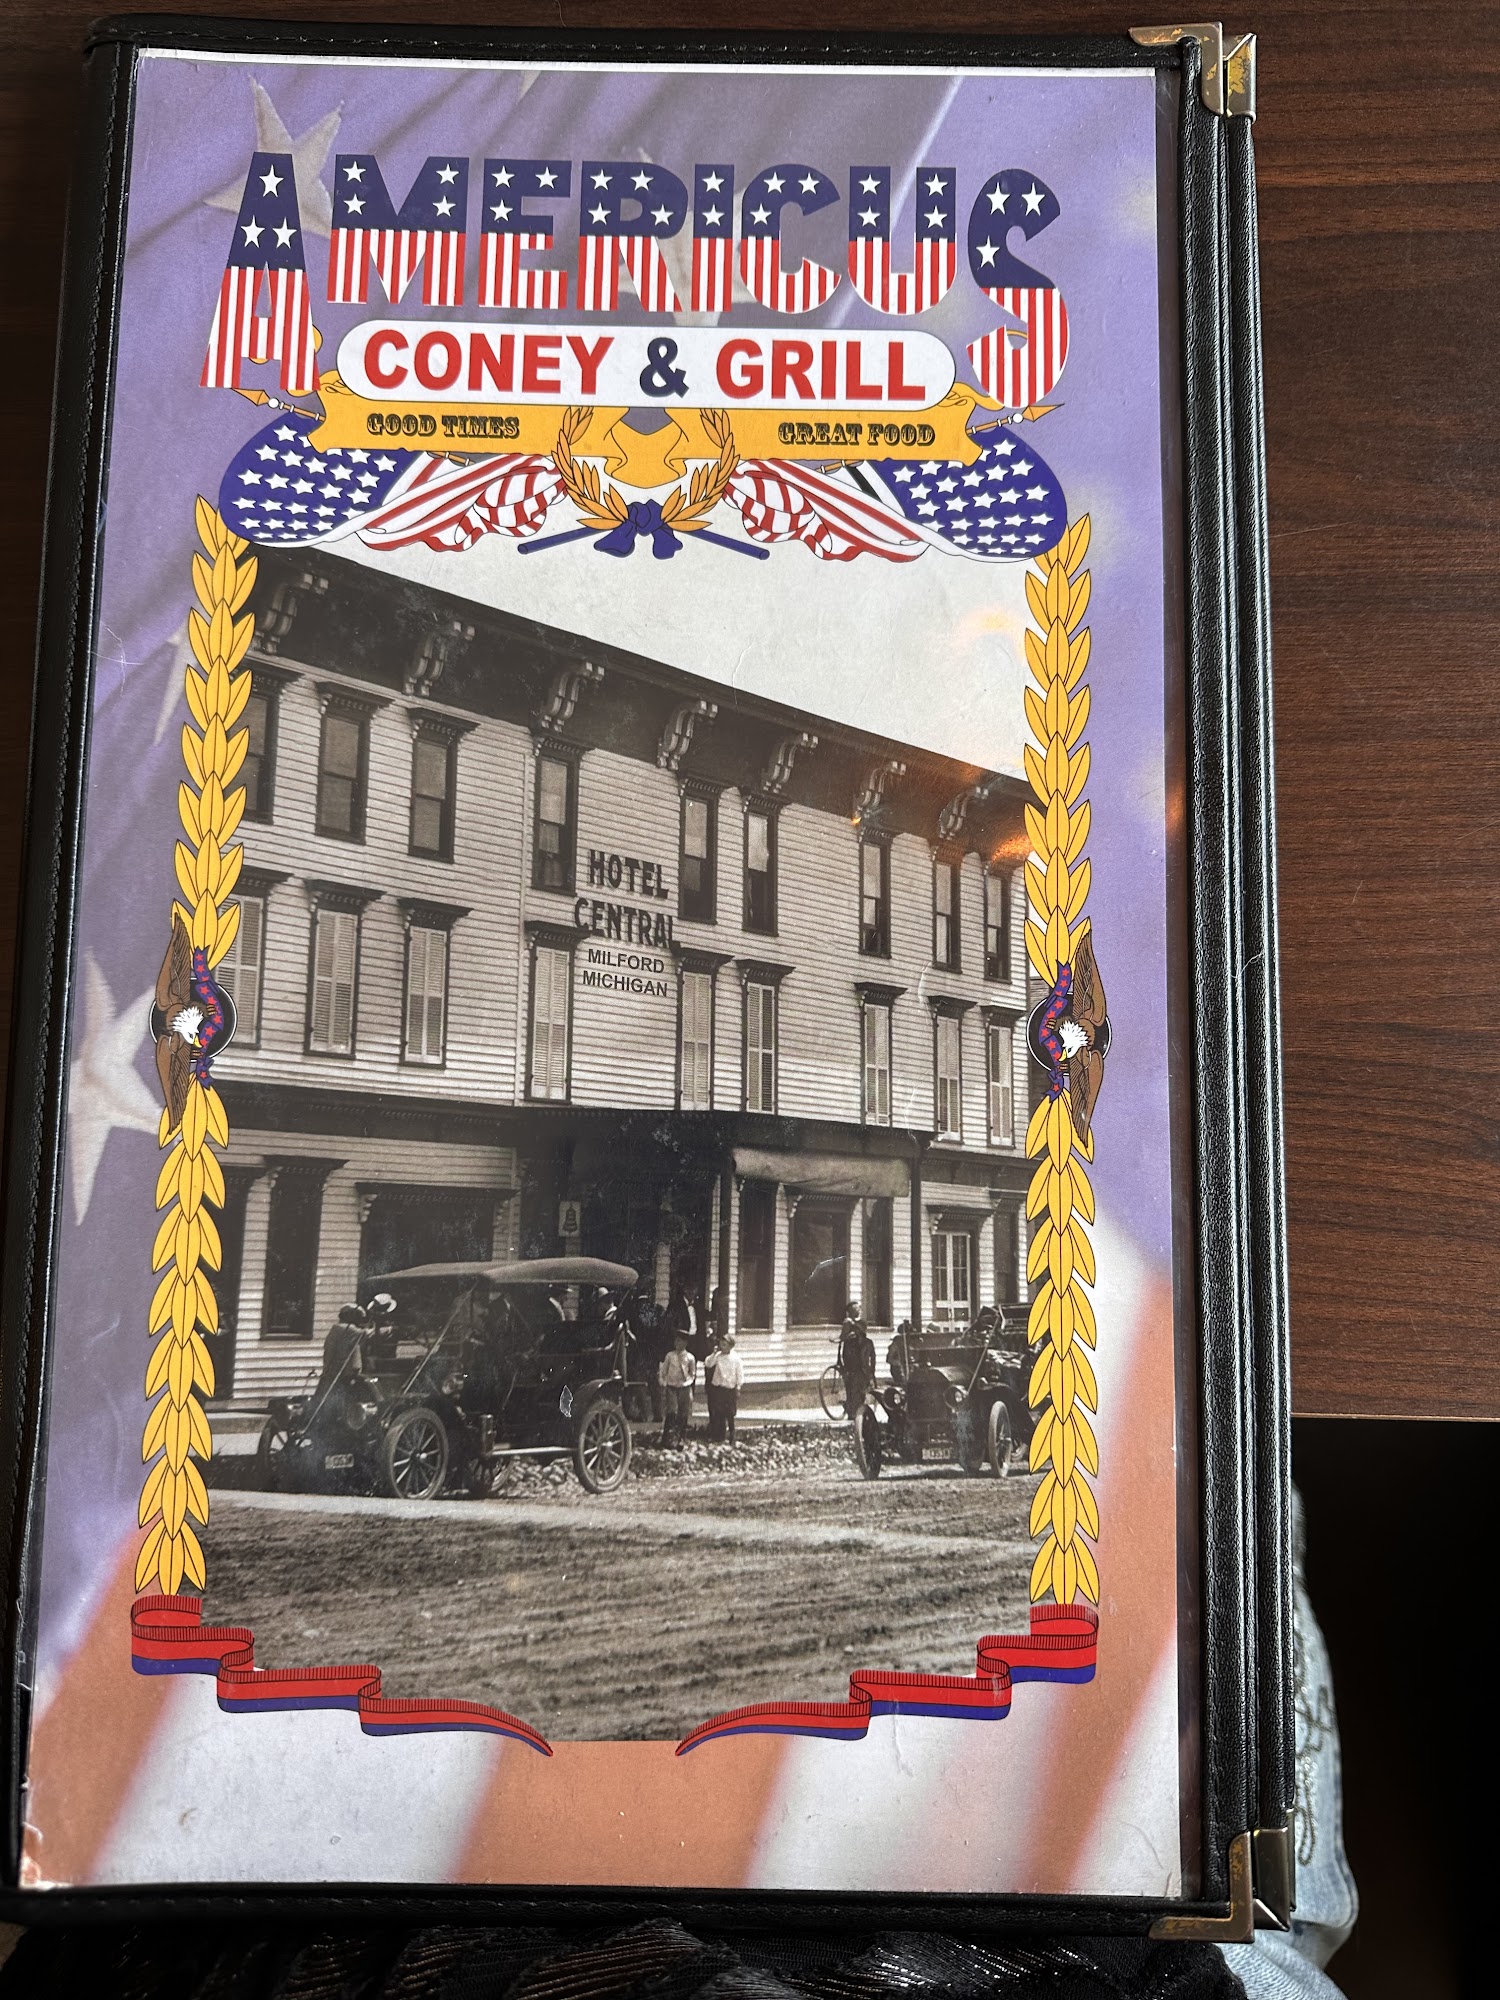 AMERICUS
CONEY & GRILL
GOOD TIMES GREAT FOOD
HOTEL
CENTRAL
MILFORD
MICHIGAN